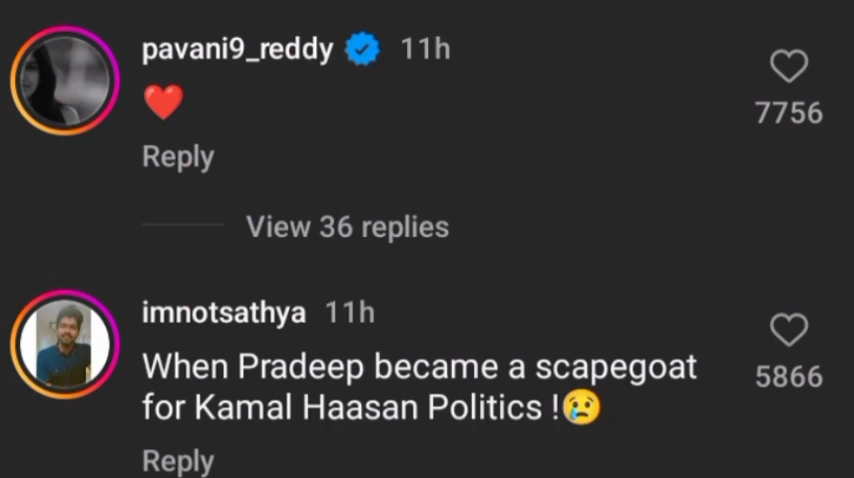 pavani9_reddy 11h
❤️
7756
Reply
View 36 replies
imnotsathya 11h
When Pradeep became a scapegoat
for Kamal Haasan Politics !😢
5866
Reply